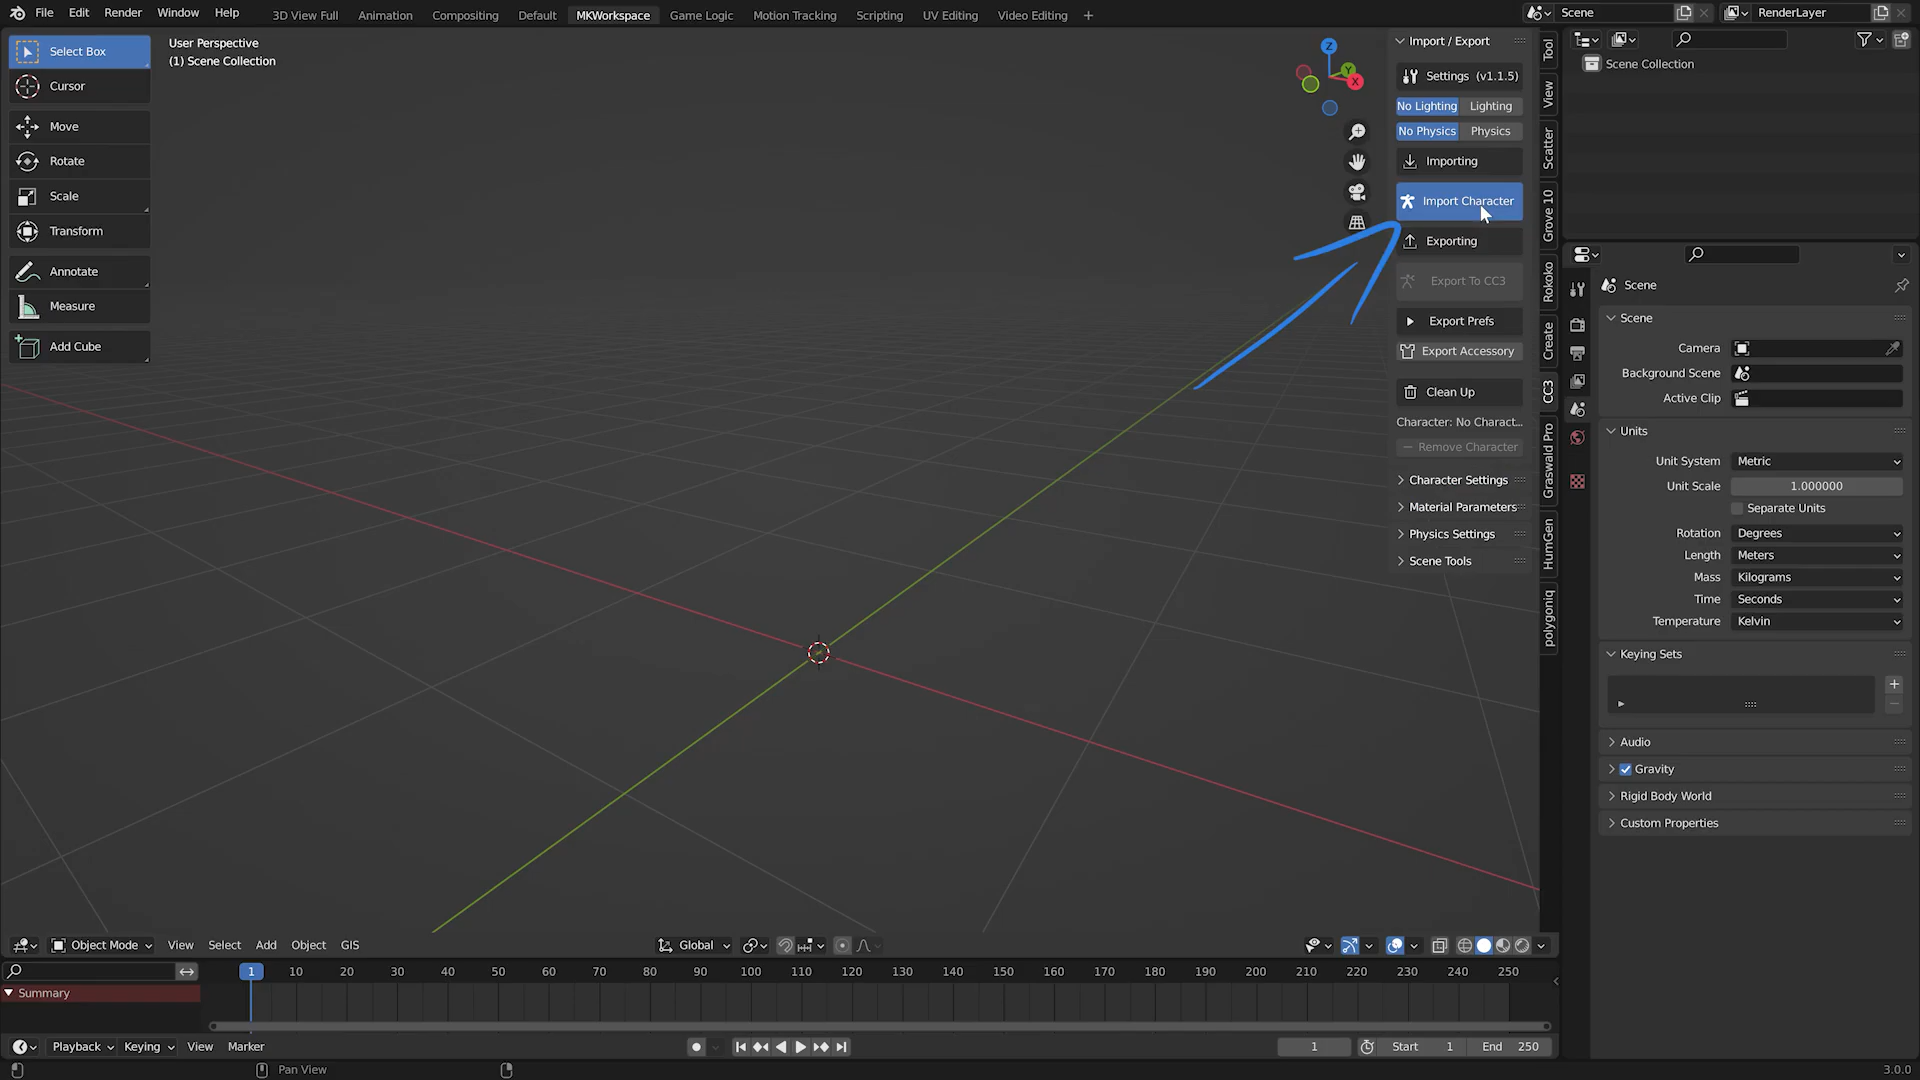 File Edit Render Window Help
3D View Full Animation Compositing Default MKWorkspace Game Logic Motion Tracking Scripting UV Editing Video Editing +
Scene
RenderLayer
Select Box
Cursor
Move
Rotate
Scale
Transform
Annotate
Measure
Add Cube
User Perspective
(1) Scene Collection
Z
Y
X
Import / Export
Settings (v1.1.5)
No Lighting Lighting
No Physics Physics
Importing
Import Character
Exporting
Export To CC3
Export Prefs
Export Accessory
Clean Up
Character: No Charact...
Remove Character
Character Settings
Material Parameters
Physics Settings
Scene Tools
Tool
View
Scatter
Grove 10
Rokoko
Create
CC3
Graswald Pro
HumGen
polygoniq
Scene Collection
Scene
Scene
Camera
Background Scene
Active Clip
Units
Unit System Metric
Unit Scale 1.000000
Separate Units
Rotation Degrees
Length Meters
Mass Kilograms
Time Seconds
Temperature Kelvin
Keying Sets
Audio
Gravity
Rigid Body World
Custom Properties
Object Mode View Select Add Object GIS
Global
1 10 20 30 40 50 60 70 80 90 100 110 120 130 140 150 160 170 180 190 200 210 220 230 240 250
Summary
Playback Keying View Marker
1 Start 1 End 250
Pan View
3.0.0